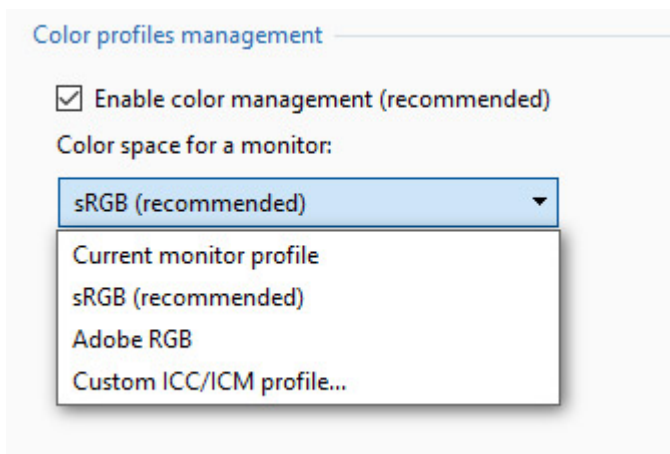 Color profiles management
Enable color management (recommended)
Color space for a monitor:
sRGB (recommended)
Current monitor profile
sRGB (recommended)
Adobe RGB
Custom ICC/ICM profile...